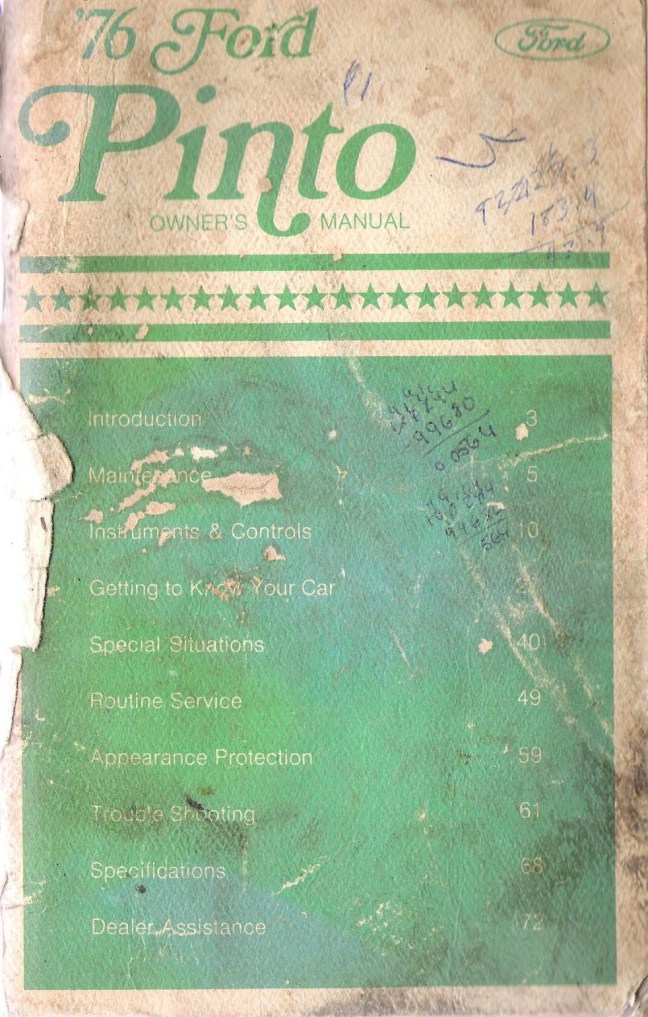 '76 Ford
Ford
Pinto
OWNER'S MANUAL
Introduction 3
Maintenance 5
Instruments & Controls 10
Getting to Know Your Car
Special Situations 40
Routine Service 49
Appearance Protection 59
Trouble Shooting 61
Specifications 68
Dealer Assistance 72